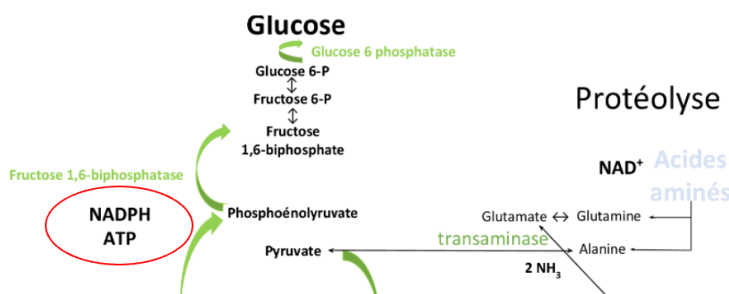 Glucose
Glucose 6 phosphatase
Glucose 6-P
Fructose 6-P
Fructose
1,6-biphosphate
Protéolyse
NAD+
Acides
aminés
Fructose 1,6-biphosphatase
NADPH
ATP
Phosphoénolyruvate
Glutamate
Glutamine
transaminase
Pyruvate
Alanine
2 NH3